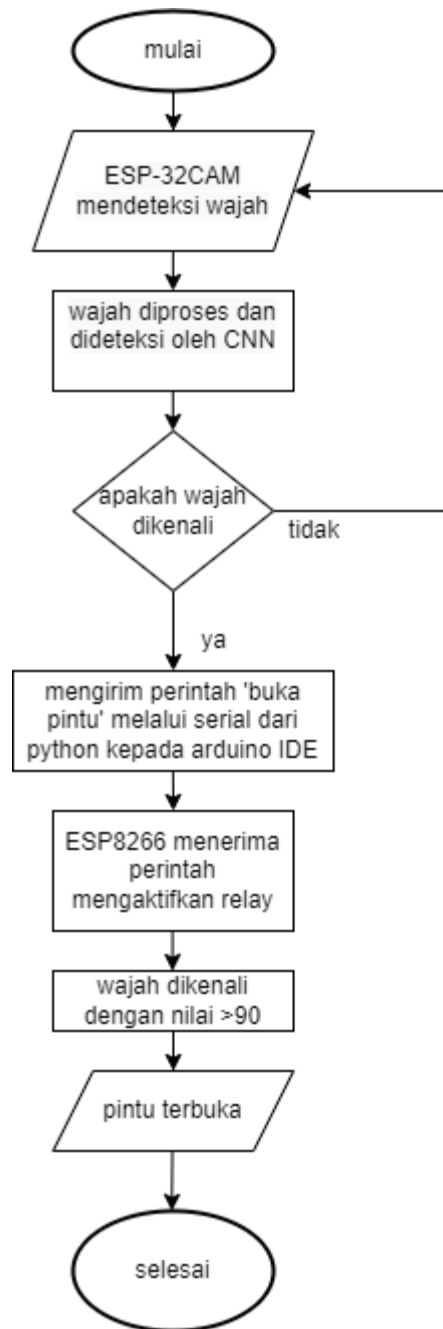 mulai
ESP-32CAM
mendeteksi wajah
wajah diproses dan
dideteksi oleh CNN
apakah wajah
dikenali
tidak
ya
mengirim perintah 'buka
pintu' melalui serial dari
python kepada arduino IDE
ESP8266 menerima
perintah
mengaktifkan relay
wajah dikenali
dengan nilai >90
pintu terbuka
selesai